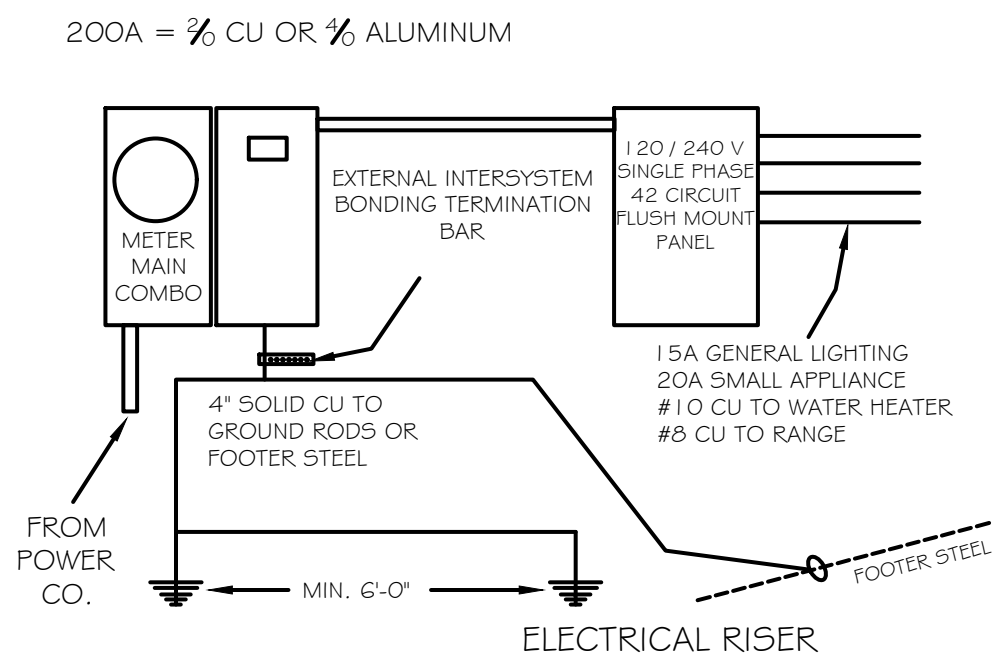 200A = 2/0 CU OR 4/0 ALUMINUM
METER
MAIN
COMBO
EXTERNAL INTERSYSTEM
BONDING TERMINATION
BAR
120 / 240 V
SINGLE PHASE
42 CIRCUIT
FLUSH MOUNT
PANEL
15A GENERAL LIGHTING
20A SMALL APPLIANCE
#10 CU TO WATER HEATER
#8 CU TO RANGE
4" SOLID CU TO
GROUND RODS OR
FOOTER STEEL
FROM
POWER
CO.
MIN. 6'-0"
FOOTER STEEL
ELECTRICAL RISER